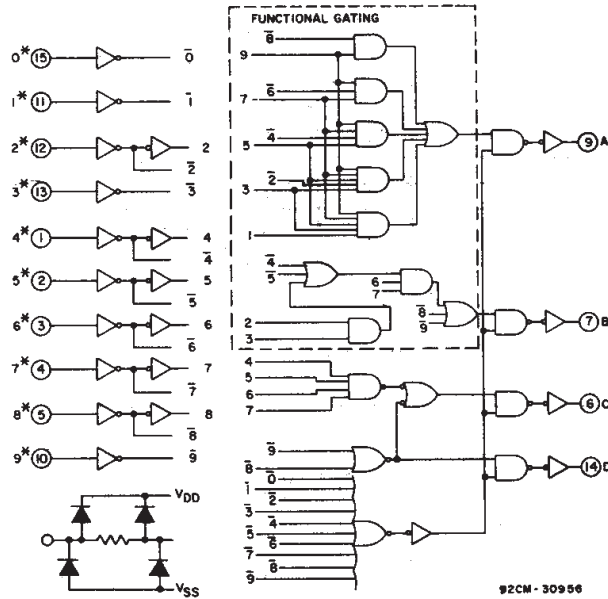 FUNCTIONAL GATING
0* 15 0̅
1* 11 1̅
2* 12 2
2̅
3* 13 3̅
4* 1 4
4̅
5* 2 5
5̅
6* 3 6
6̅
7* 4 7
7̅
8* 5 8
8̅
9* 10 9̅
VDD
VSS
8̅
9
6̅
7
4̅
5
2̅
3
1
9 A
4̅
5̅
6
7
8̅
9̅
2
3
7 B
4
5
6
7
6 C
9̅
8̅
14 D
0̅
1̅
2̅
3̅
4̅
5̅
6̅
7̅
8̅
9̅
92CM-30956